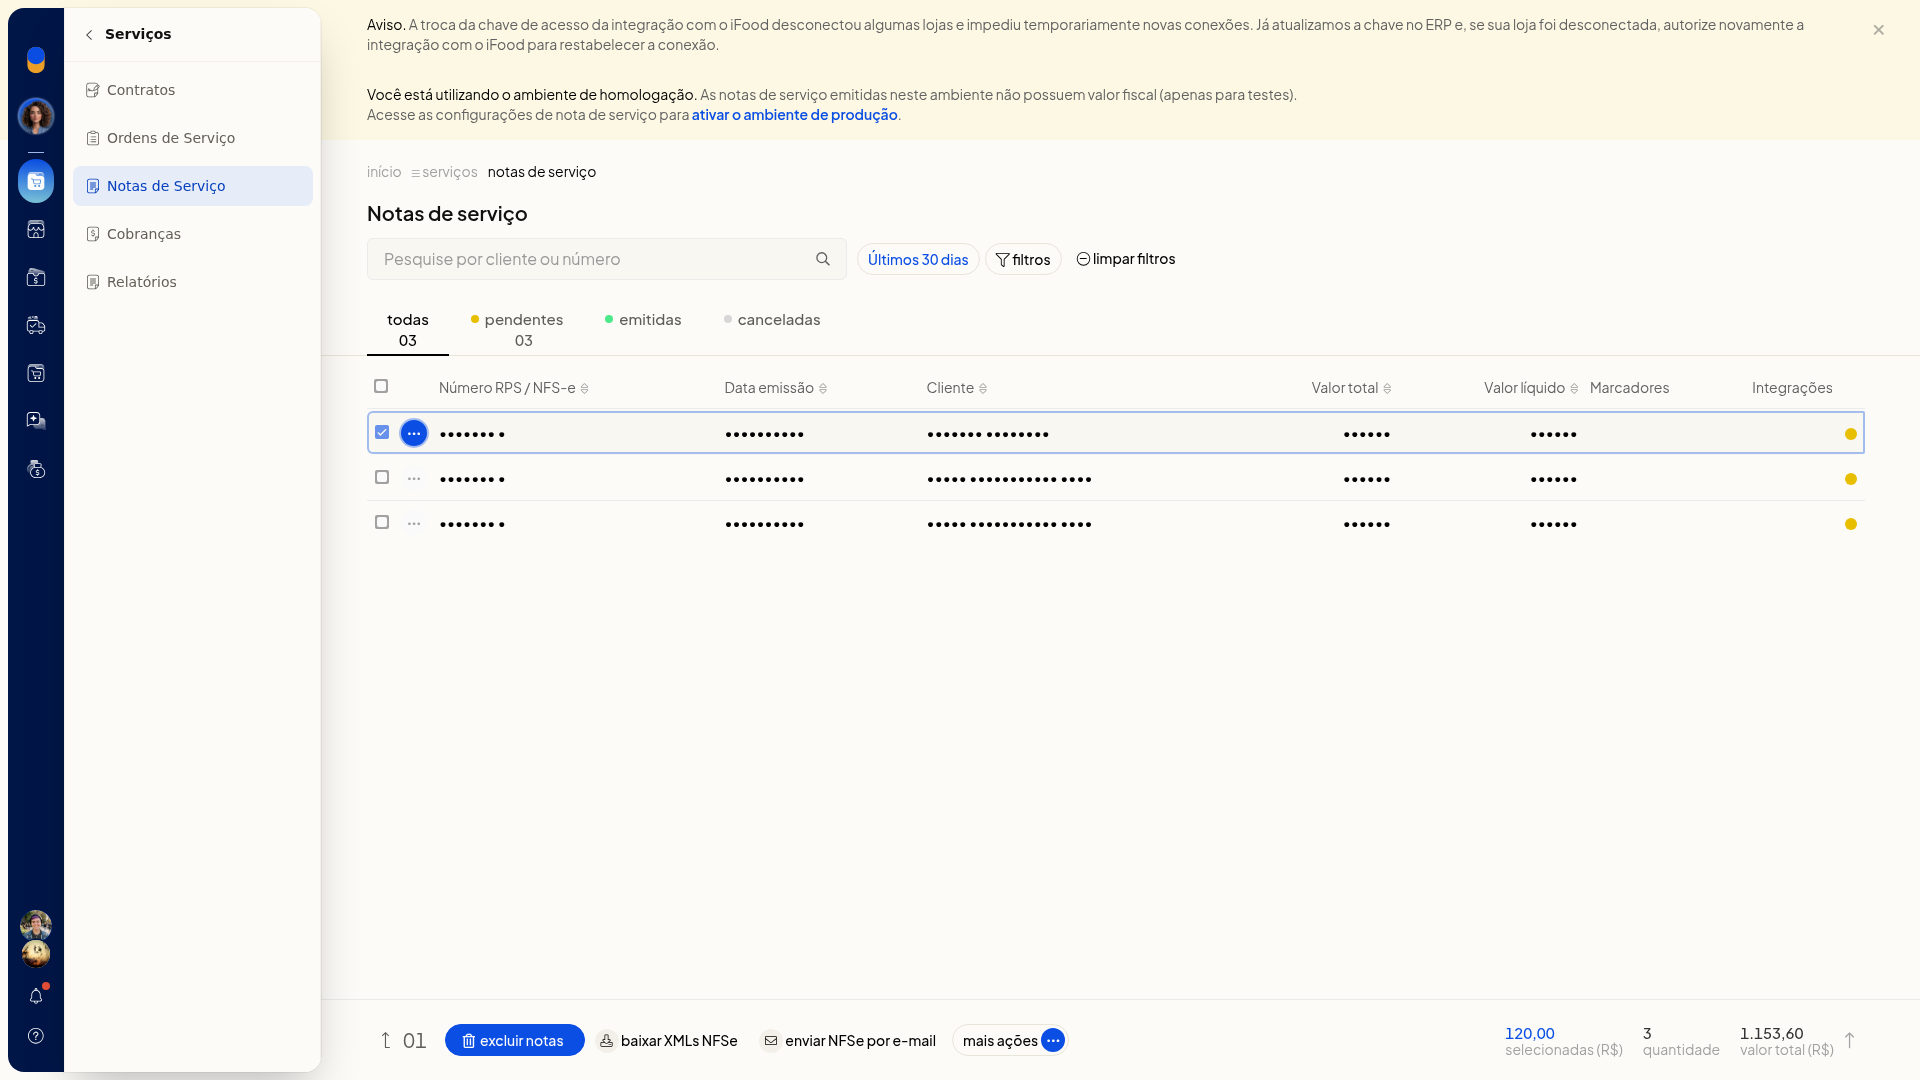 Serviços
Contratos
Ordens de Serviço
Notas de Serviço
Cobranças
Relatórios
Aviso. A troca da chave de acesso da integração com o iFood desconectou algumas lojas e impediu temporariamente novas conexões. Já atualizamos a chave no ERP e, se sua loja foi desconectada, autorize novamente a
integração com o iFood para restabelecer a conexão.
Você está utilizando o ambiente de homologação. As notas de serviço emitidas neste ambiente não possuem valor fiscal (apenas para testes).
Acesse as configurações de nota de serviço para ativar o ambiente de produção.
início serviços notas de serviço
Notas de serviço
Pesquise por cliente ou número Últimos 30 dias filtros limpar filtros
todas pendentes emitidas canceladas
03 03
Número RPS / NFS-e Data emissão Cliente Valor total Valor líquido Marcadores Integrações
01 excluir notas baixar XMLs NFSe enviar NFSe por e-mail mais ações
120,00 3 1.153,60
selecionadas (R$) quantidade valor total (R$)